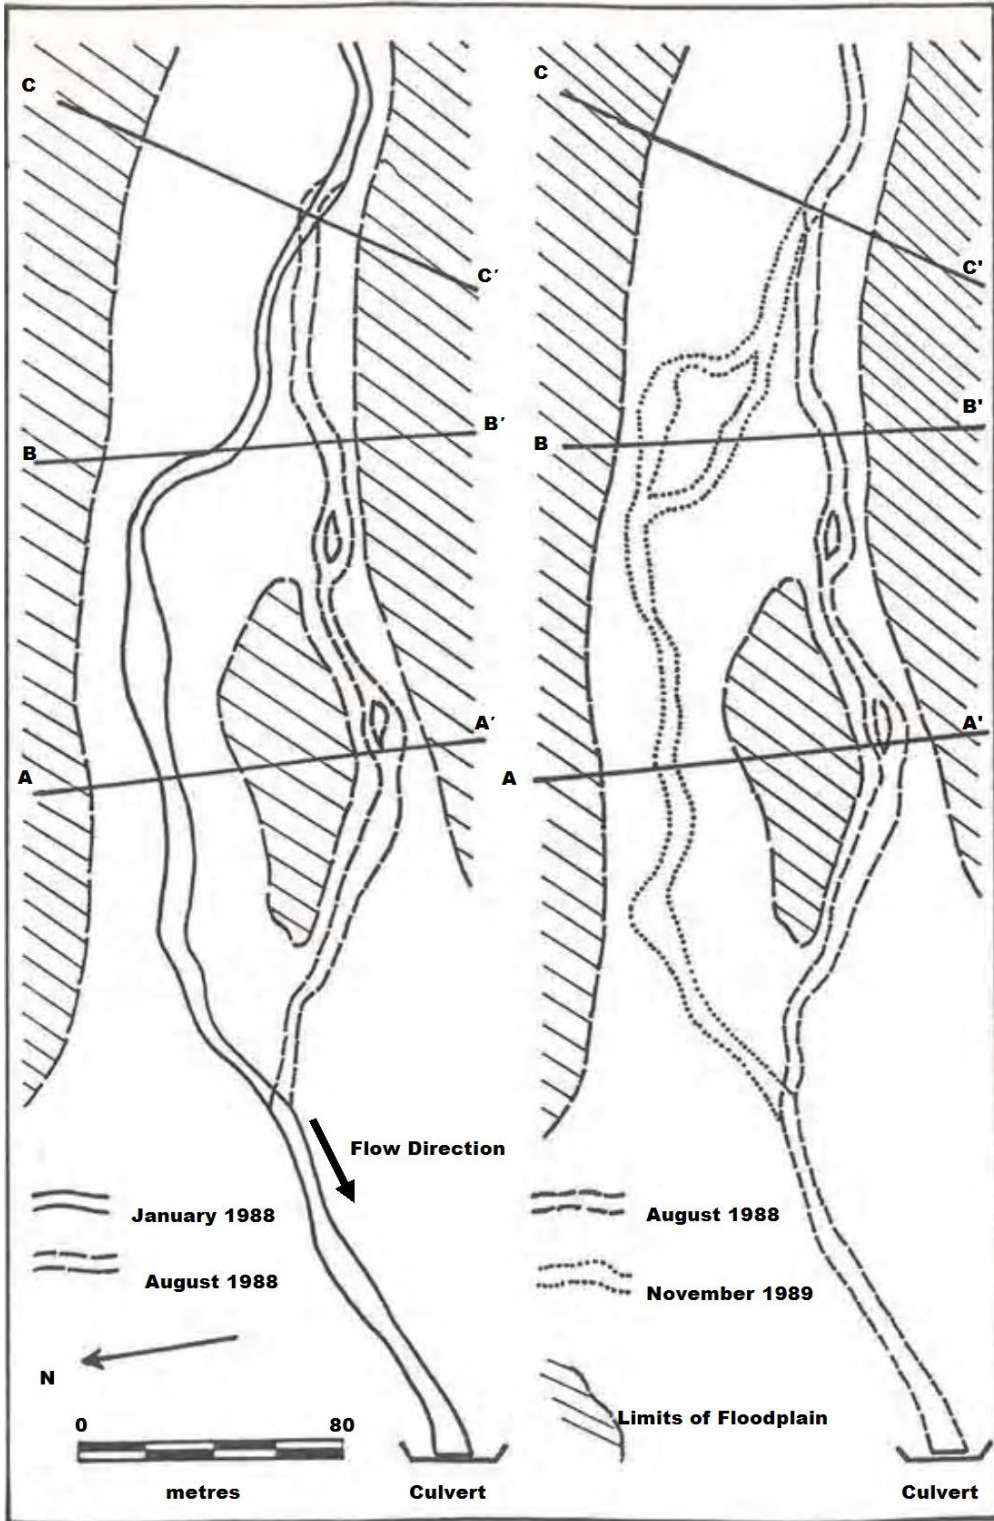 C
C'
B
B'
A
A'
Flow Direction
January 1988
August 1988
N
0 80
metres
Culvert
C
C'
B
B'
A
A'
August 1988
November 1989
Limits of Floodplain
Culvert